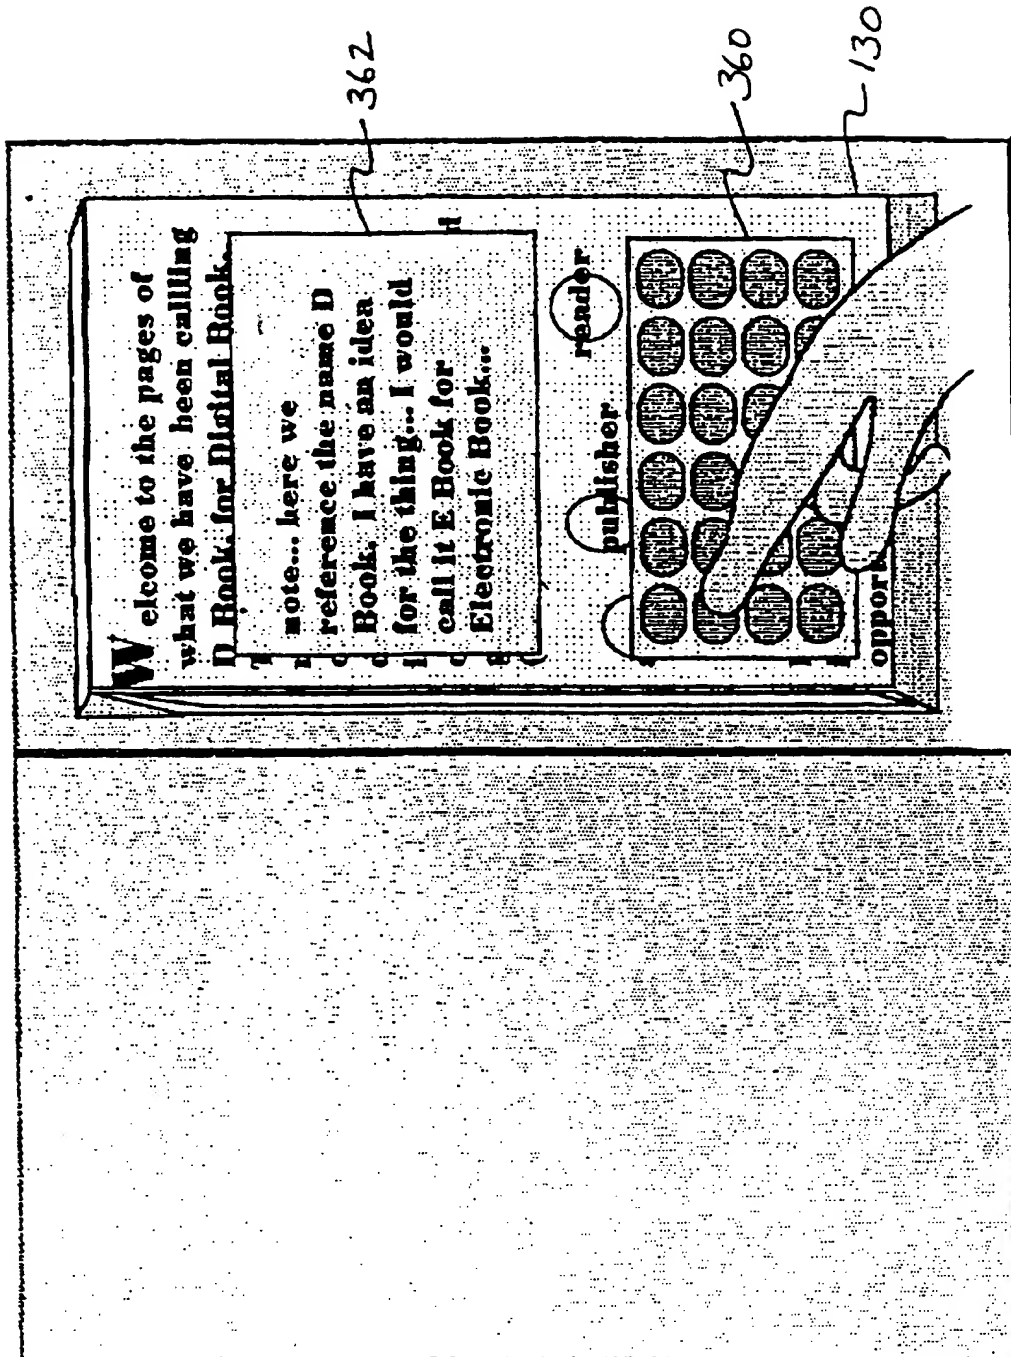 Welcome to the pages of
what we have been callling
D Book, for Digital Book.
note... here we
reference the name D
Book. I have an idea
for the thing... I would
call it E Book for
Electronic Book...
publisher
reader
362
360
130